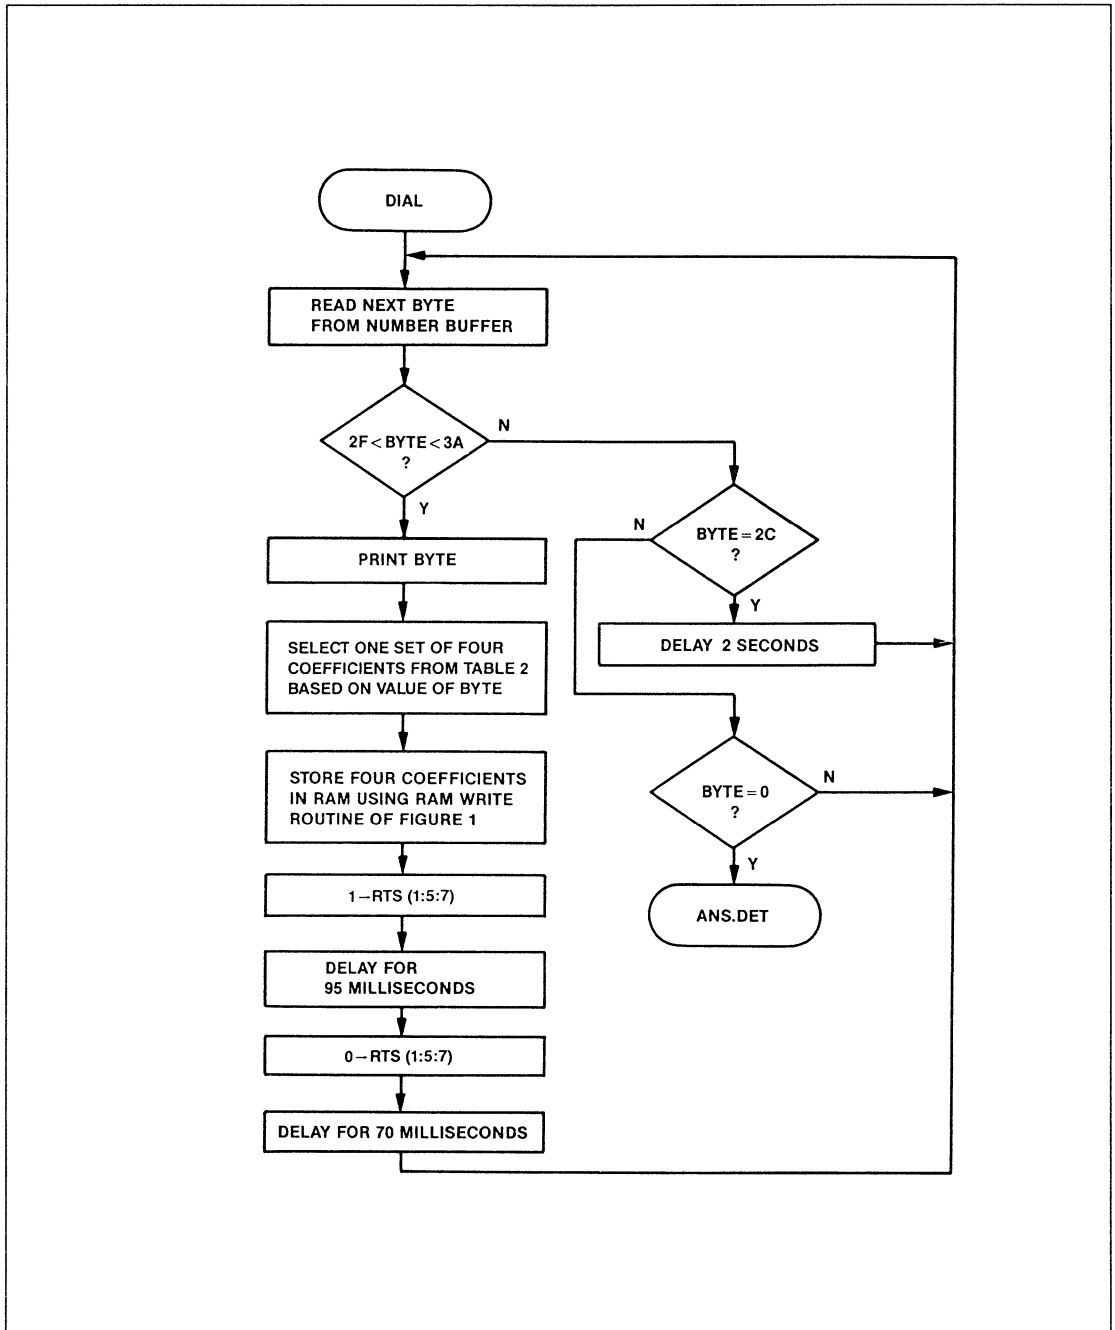 DIAL
READ NEXT BYTE
FROM NUMBER BUFFER
2F < BYTE < 3A
?
N
Y
PRINT BYTE
SELECT ONE SET OF FOUR
COEFFICIENTS FROM TABLE 2
BASED ON VALUE OF BYTE
STORE FOUR COEFFICIENTS
IN RAM USING RAM WRITE
ROUTINE OF FIGURE 1
1→RTS (1:5:7)
DELAY FOR
95 MILLISECONDS
0→RTS (1:5:7)
DELAY FOR 70 MILLISECONDS
BYTE = 2C
?
N
Y
DELAY 2 SECONDS
BYTE = 0
?
N
Y
ANS.DET